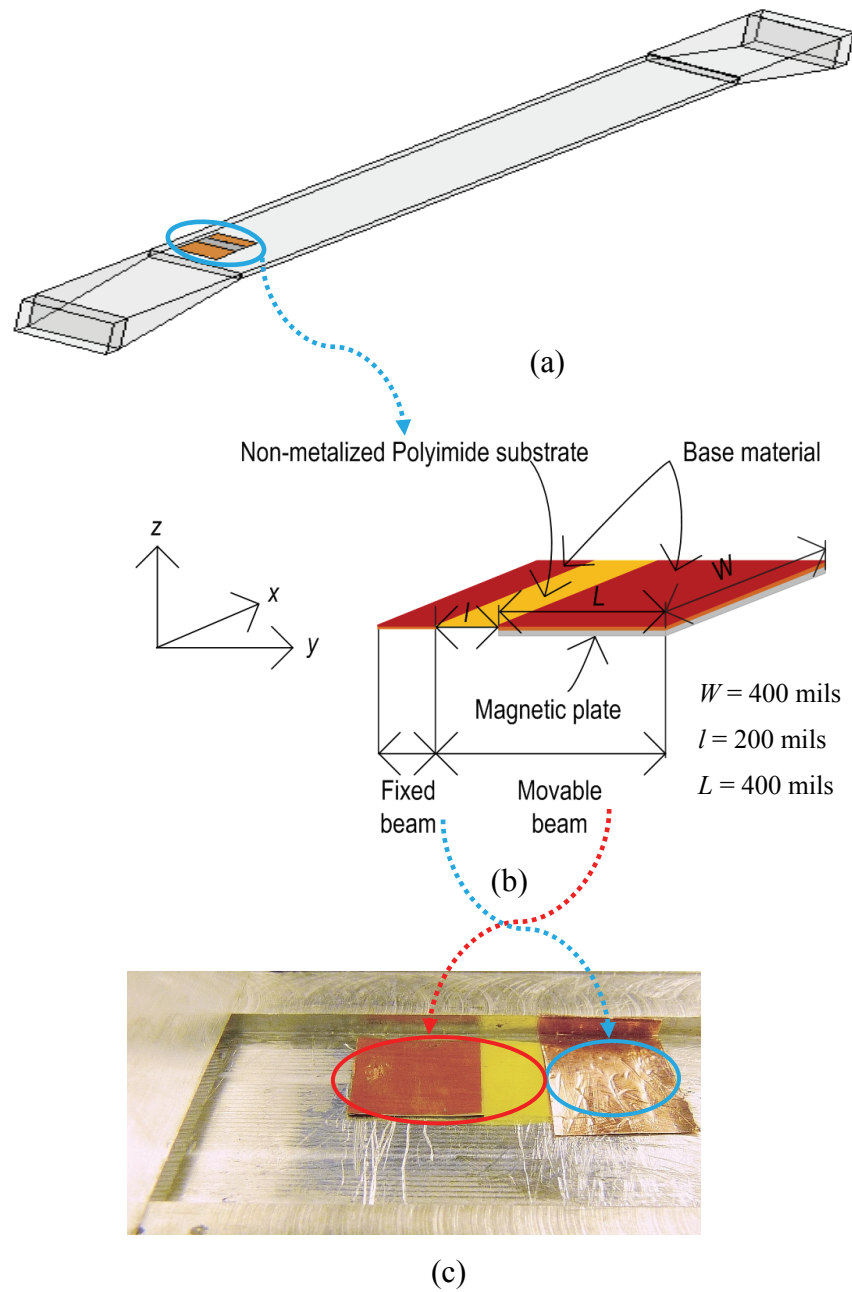 (a)
Non-metalized Polyimide substrate
Base material
z
x
y
l
L
W
Magnetic plate
W = 400 mils
l = 200 mils
L = 400 mils
Fixed
beam
Movable
beam
(b)
(c)